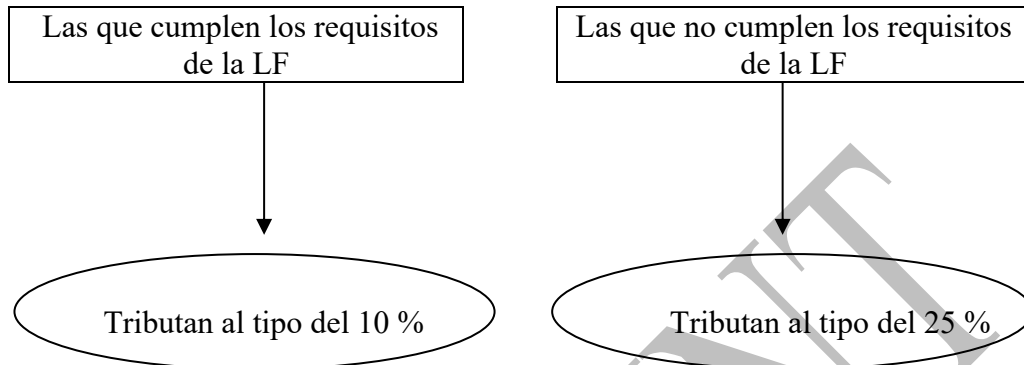 Las que cumplen los requisitos
de la LF
Las que no cumplen los requisitos
de la LF
Tributan al tipo del 10 %
Tributan al tipo del 25 %